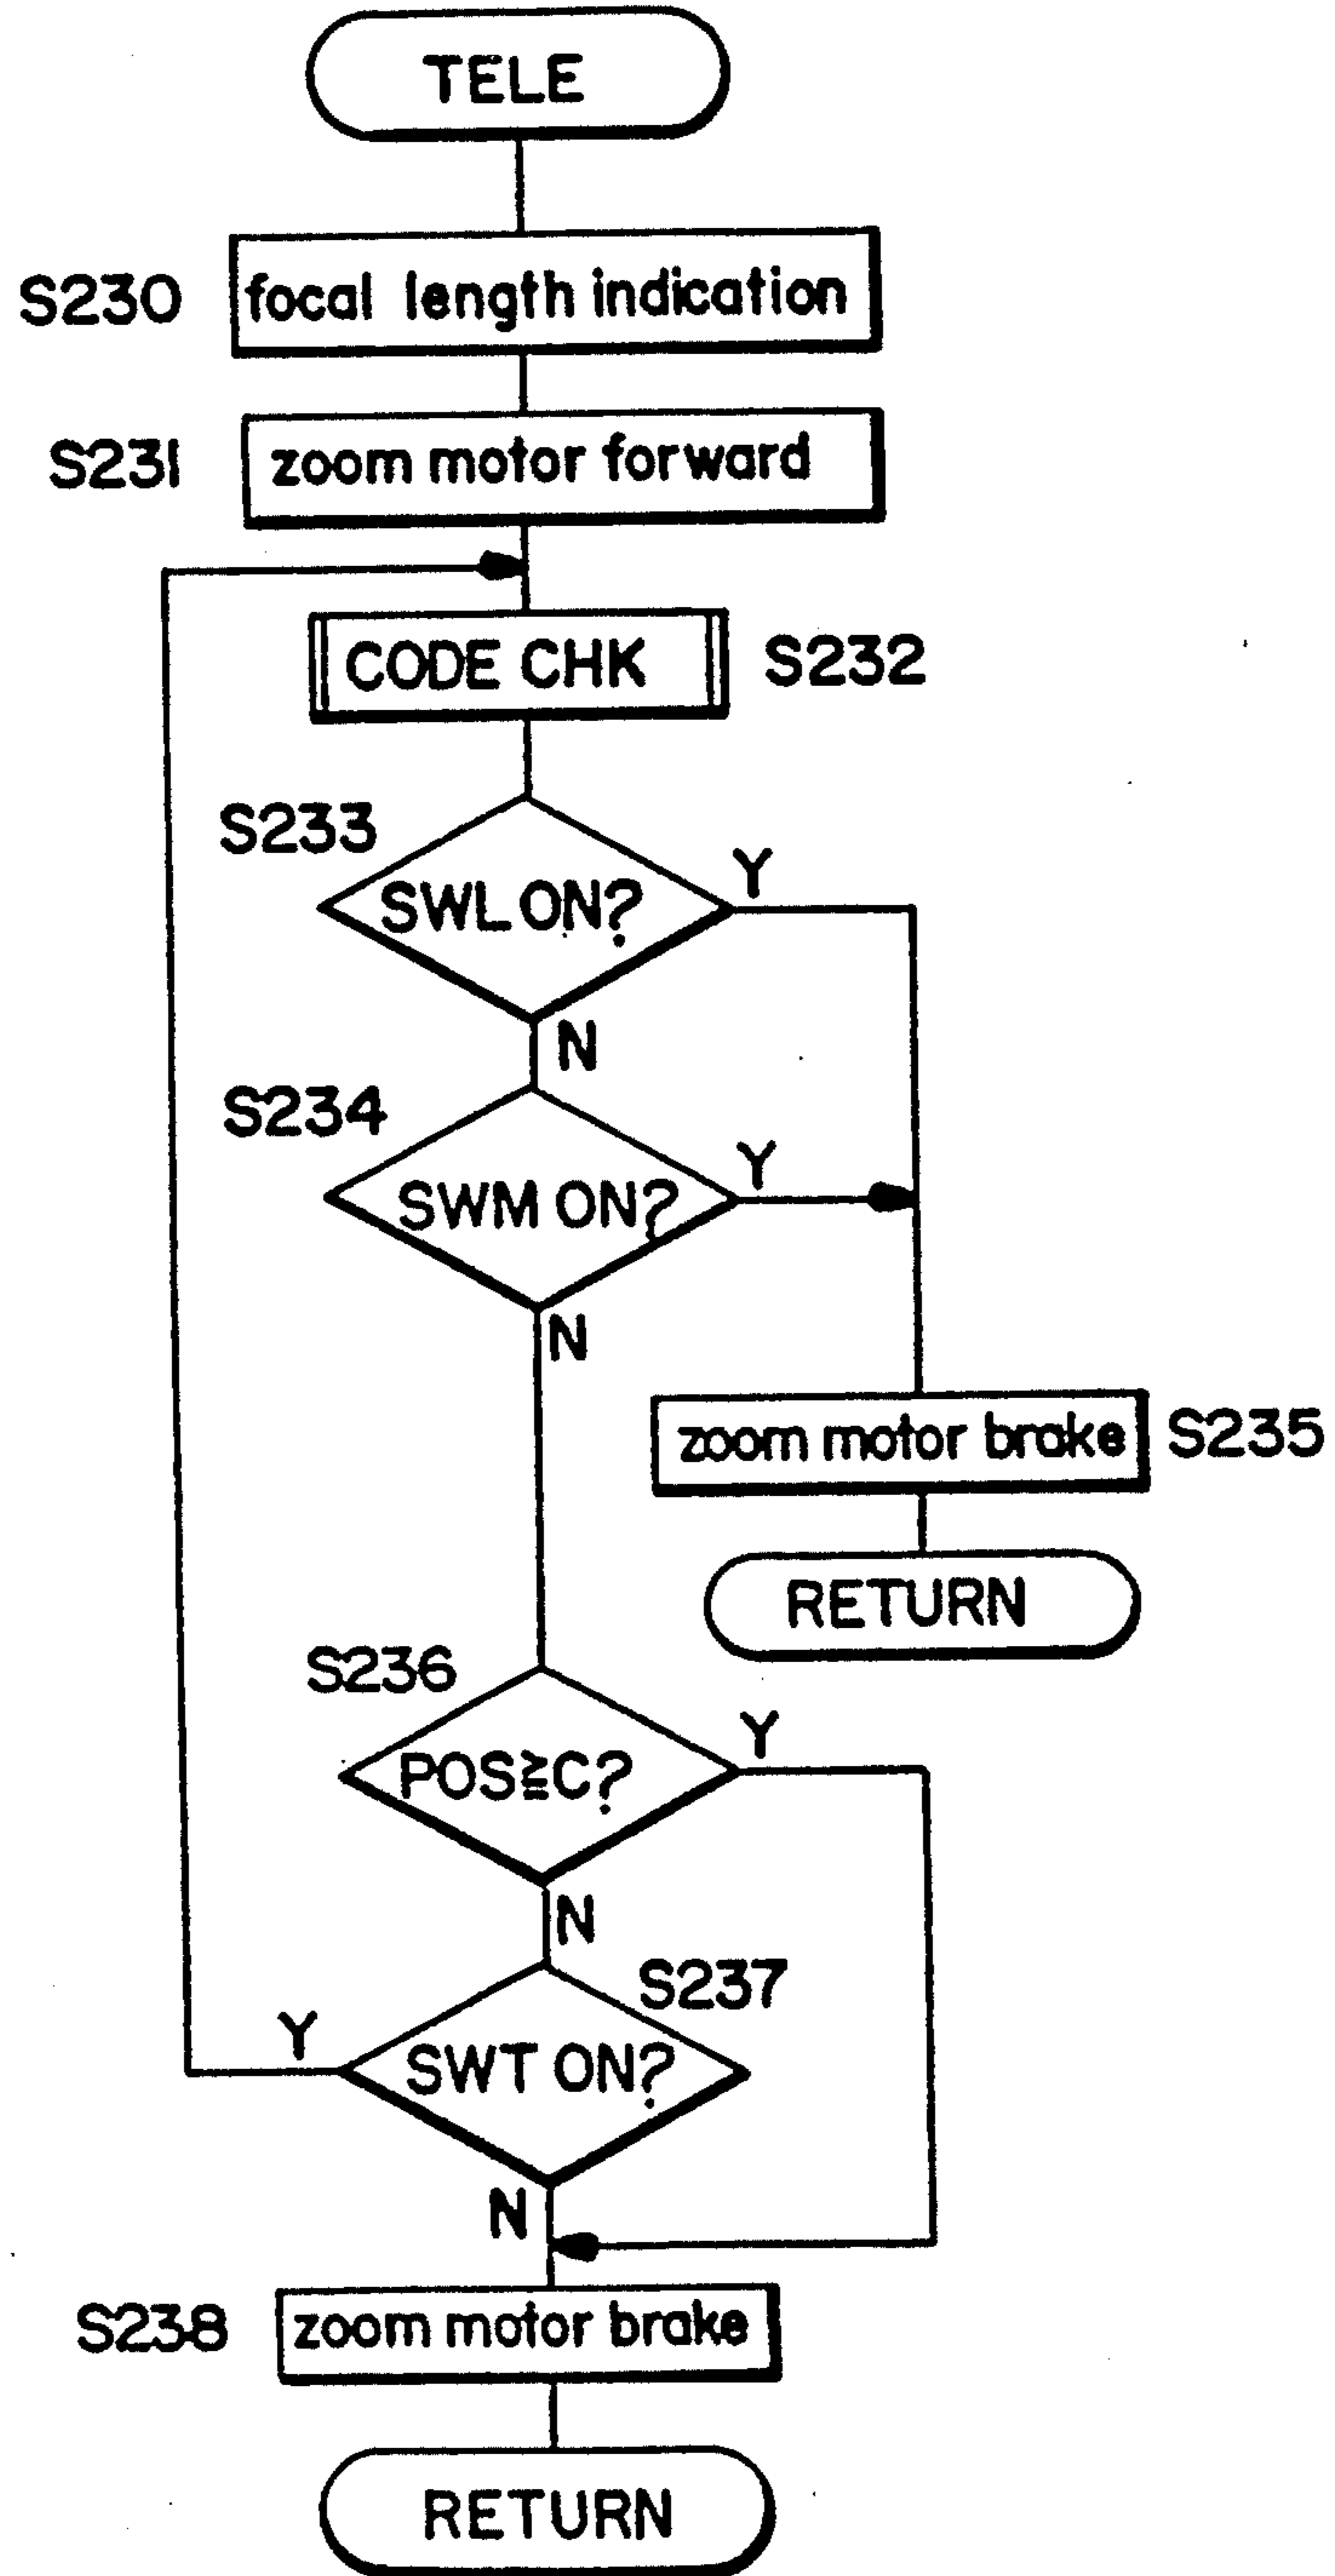 TELE
S230 focal length indication
S231 zoom motor forward
CODE CHK S232
S233
SWL ON? Y
N
S234
SWM ON? Y
N
zoom motor brake S235
RETURN
S236
POS≧C? Y
N
S237
Y SWT ON?
N
S238 zoom motor brake
RETURN